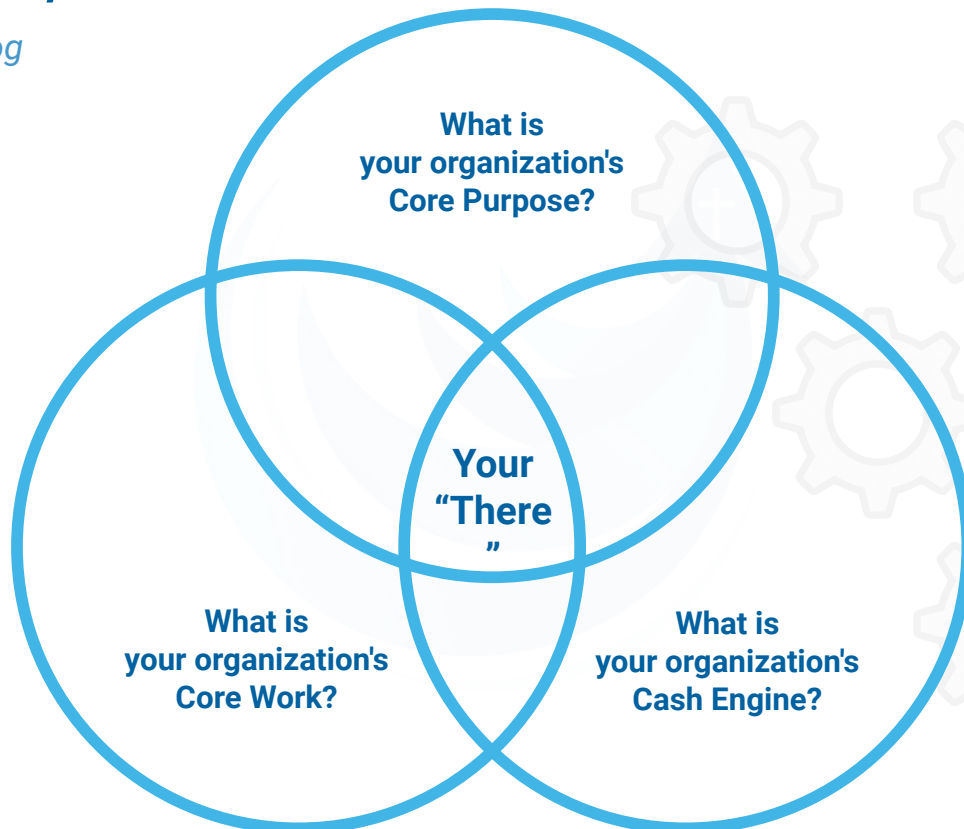 og
What is
your organization's
Core Purpose?
Your
“There
”
What is
your organization's
Core Work?
What is
your organization's
Cash Engine?